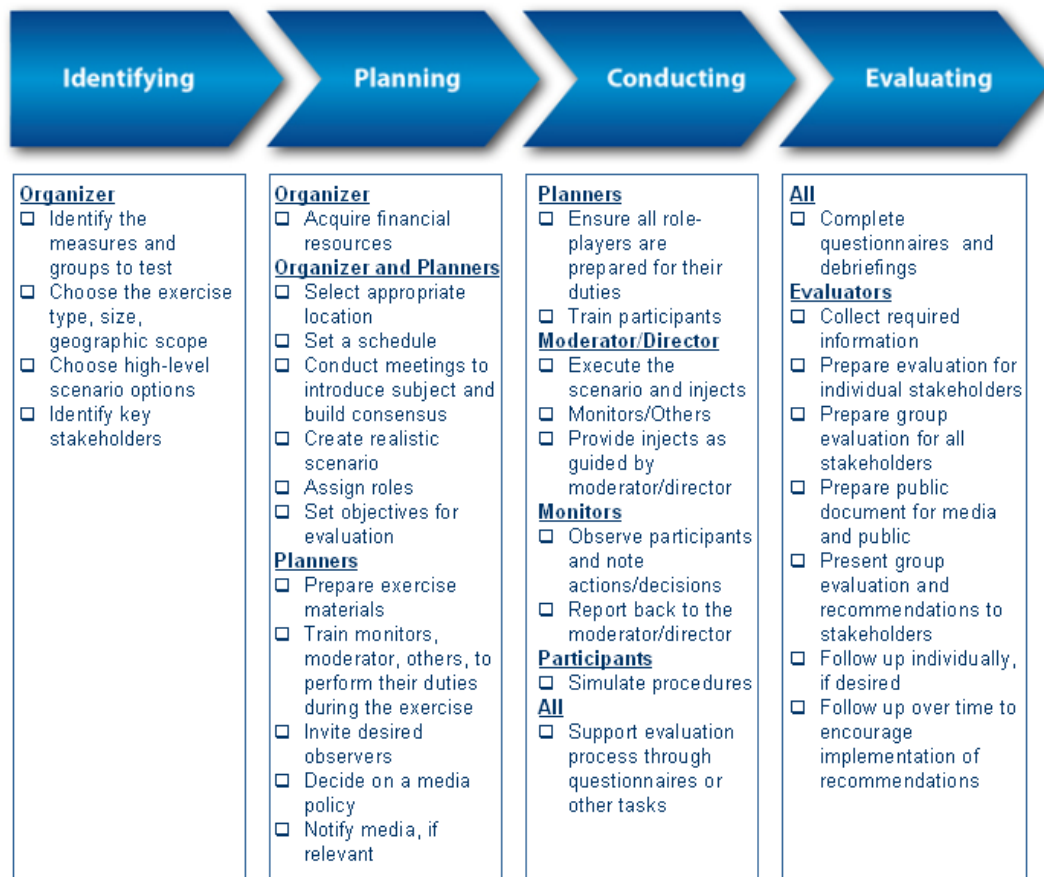 Identifying
Planning
Conducting
Evaluating
Organizer
❑ Identify the
measures and
groups to test
❑ Choose the exercise
type, size,
geographic scope
❑ Choose high-level
scenario options
❑ Identify key
stakeholders
Organizer
❑ Acquire financial
resources
Organizer and Planners
❑ Select appropriate
location
❑ Set a schedule
❑ Conduct meetings to
introduce subject and
build consensus
❑ Create realistic
scenario
❑ Assign roles
❑ Set objectives for
evaluation
Planners
❑ Prepare exercise
materials
❑ Train monitors,
moderator, others, to
perform their duties
during the exercise
❑ Invite desired
observers
❑ Decide on a media
policy
❑ Notify media, if
relevant
Planners
❑ Ensure all role-
players are
prepared for their
duties
❑ Train participants
Moderator/Director
❑ Execute the
scenario and injects
❑ Monitors/Others
❑ Provide injects as
guided by
moderator/director
Monitors
❑ Observe participants
and note
actions/decisions
❑ Report back to the
moderator/director
Participants
❑ Simulate procedures
All
❑ Support evaluation
process through
questionnaires or
other tasks
All
❑ Complete
questionnaires and
debriefings
Evaluators
❑ Collect required
information
❑ Prepare evaluation for
individual stakeholders
❑ Prepare group
evaluation for all
stakeholders
❑ Prepare public
document for media
and public
❑ Present group
evaluation and
recommendations to
stakeholders
❑ Follow up individually,
if desired
❑ Follow up over time to
encourage
implementation of
recommendations